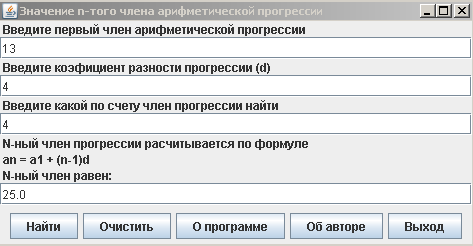 Значение n-того члена арифметической прогрессии
Введите первый член арифметической прогрессии
13
Введите коэфициент разности прогрессии (d)
4
Введите какой по счету член прогрессии найти
4
N-ный член прогрессии расчитывается по формуле
an = a1 + (n-1)d
N-ный член равен:
25.0
Найти Очистить О программе Об авторе Выход